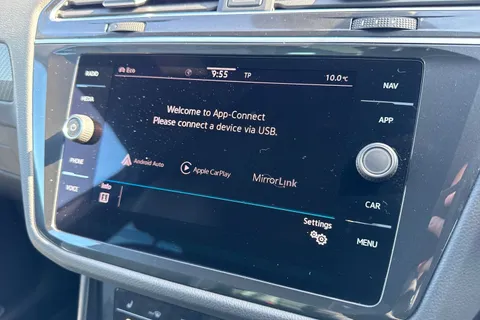 RADIO
9:55
TP
10.0°C
NAV
MEDIA
Welcome to App-Connect
Please connect a device via USB.
APP
PHONE
Android Auto
Apple CarPlay
MirrorLink
VOICE
Info
CAR
Settings
MENU